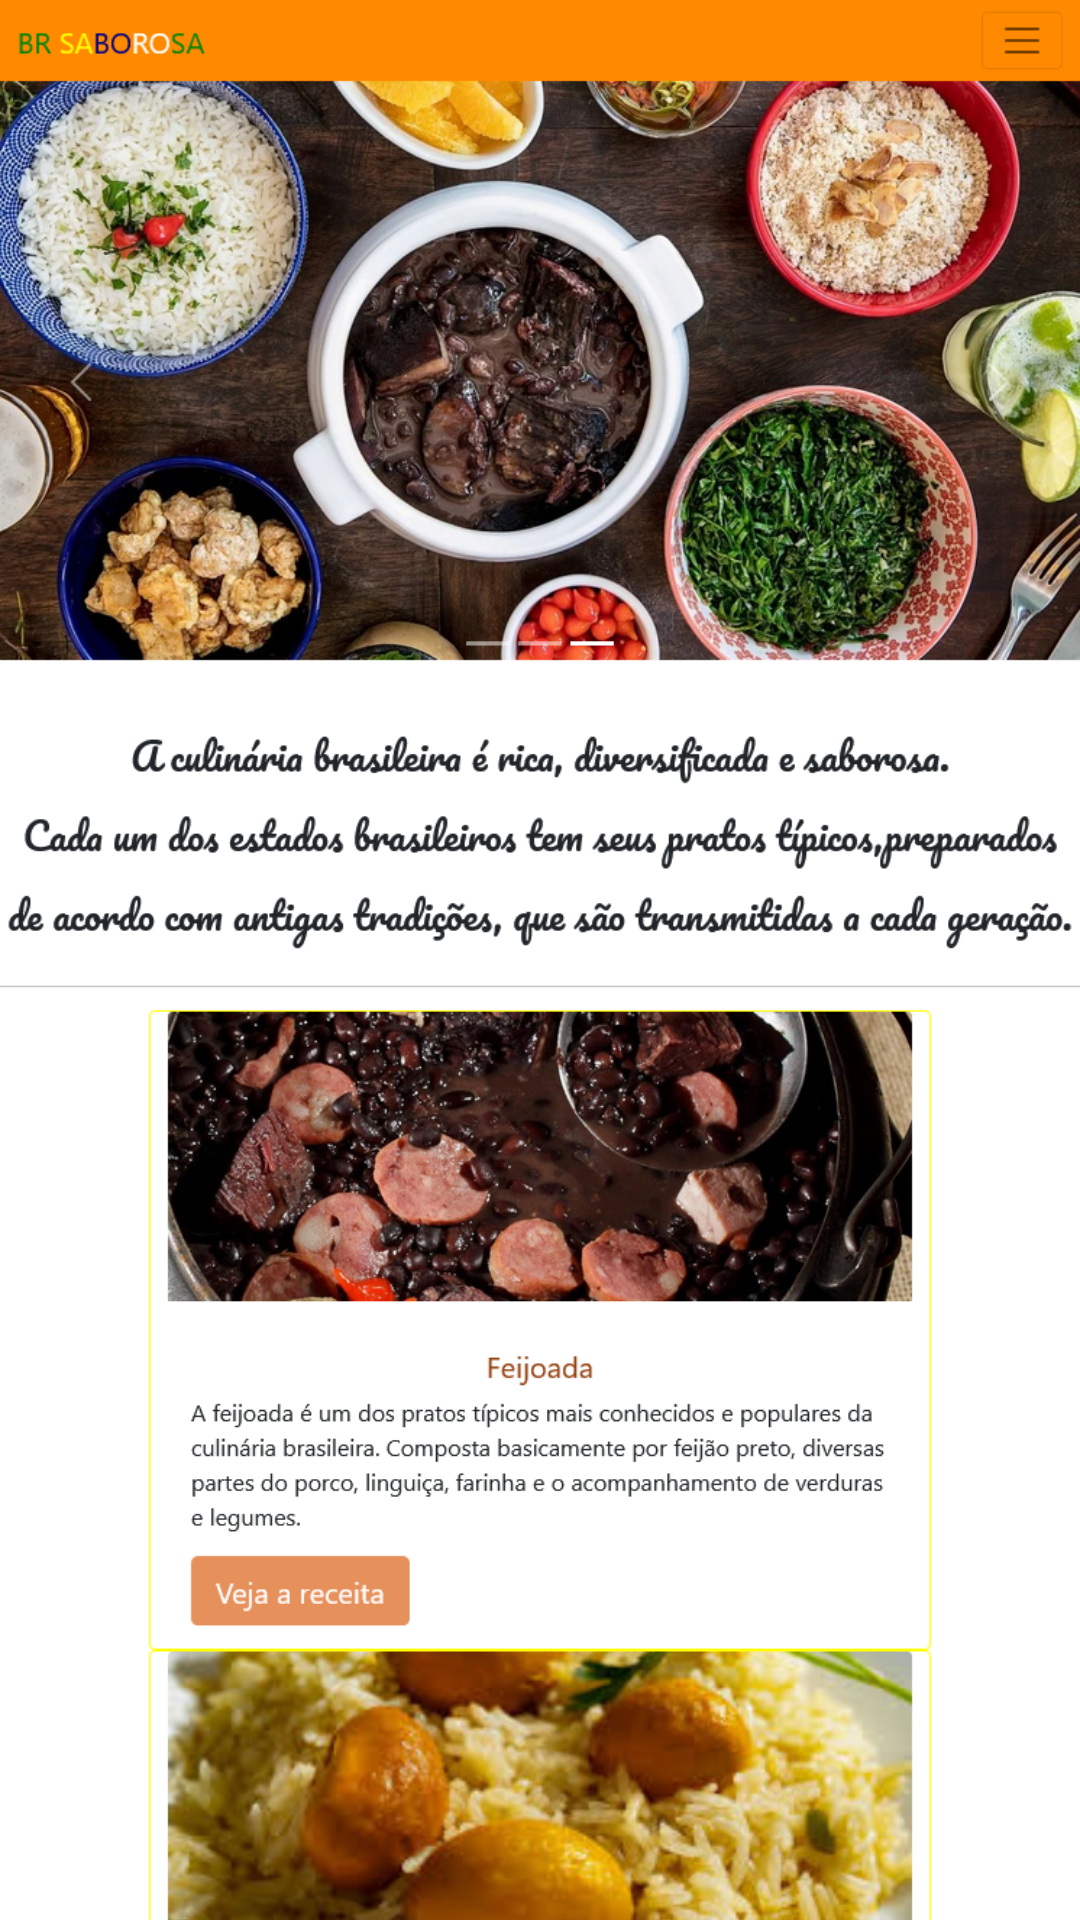 BR SABOROSA
A culinária brasileira é rica, diversificada e saborosa.
Cada um dos estados brasileiros tem seus pratos típicos,preparados
de acordo com antigas tradições, que são transmitidas a cada geração.
Feijoada
A feijoada é um dos pratos típicos mais conhecidos e populares da
culinária brasileira. Composta basicamente por feijão preto, diversas
partes do porco, linguiça, farinha e o acompanhamento de verduras
e legumes.
Veja a receita